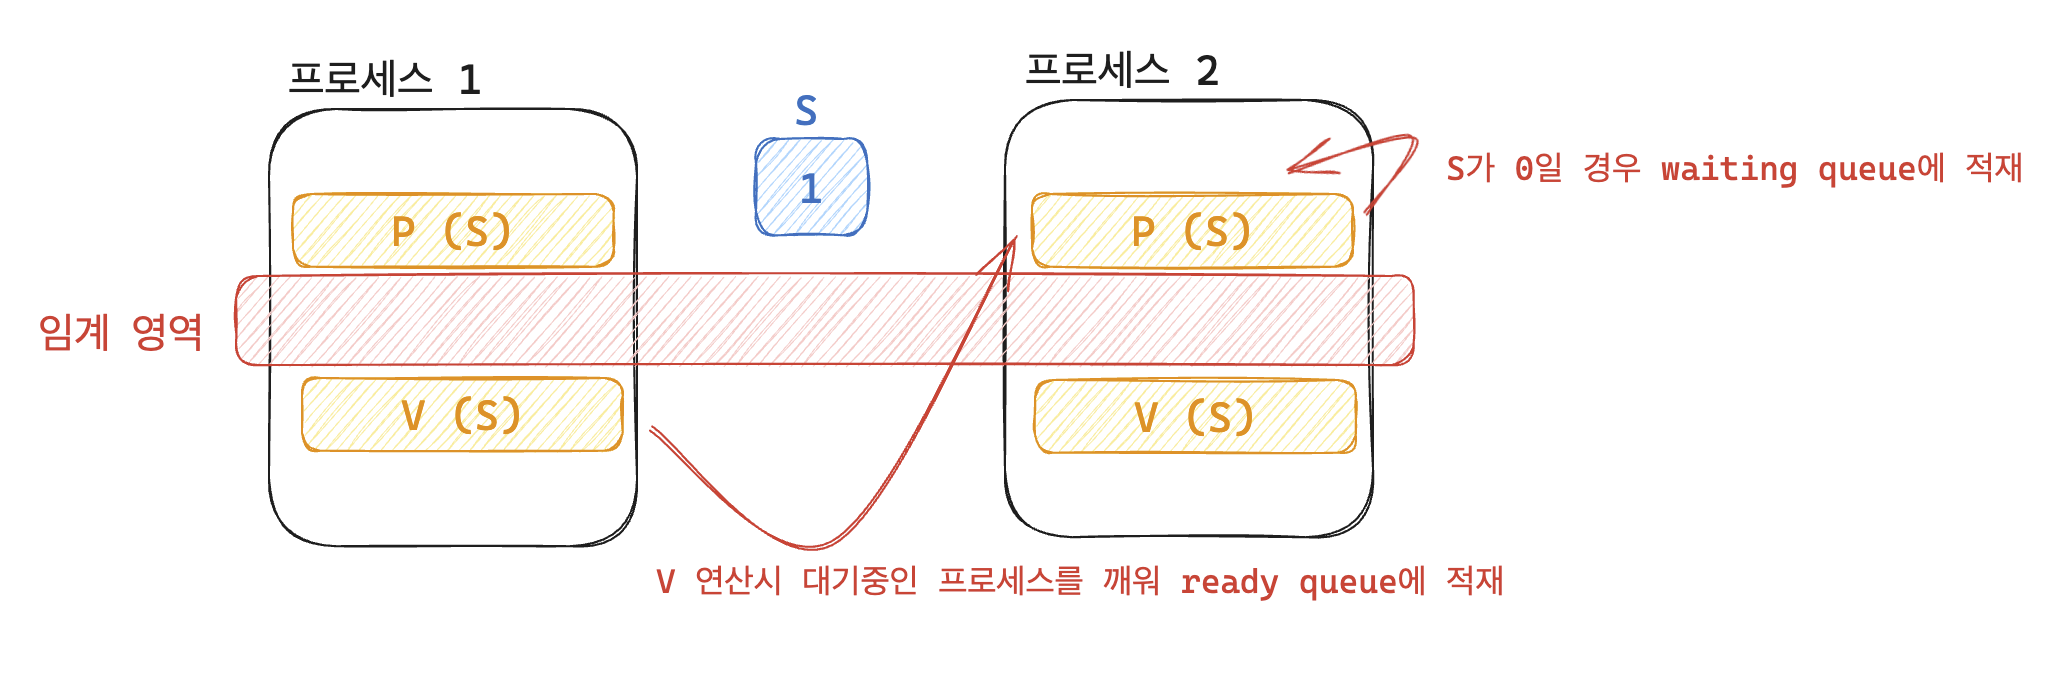 프로세스 1
프로세스 2
S
1
P (S)
P (S)
S가 0일 경우 waiting queue에 적재
임계 영역
V (S)
V (S)
V 연산시 대기중인 프로세스를 깨워 ready queue에 적재